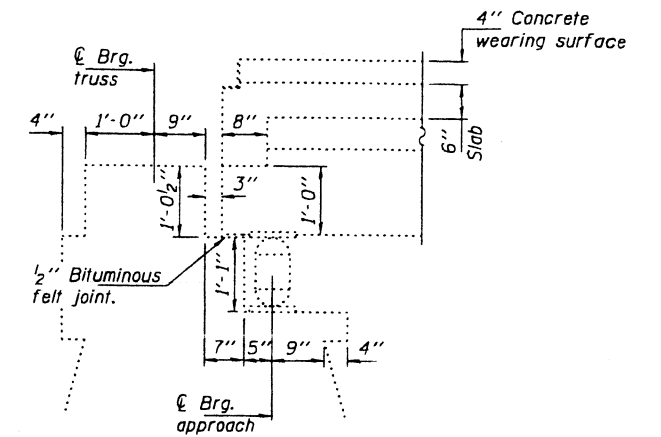 4" Concrete
wearing surface
℄ Brg.
truss
4"
1'-0"
9"
8"
6"
Slab
1'-0½"
3"
1'-0"
½" Bituminous
felt joint.
1'-1"
7"
5"
9"
4"
℄ Brg.
approach